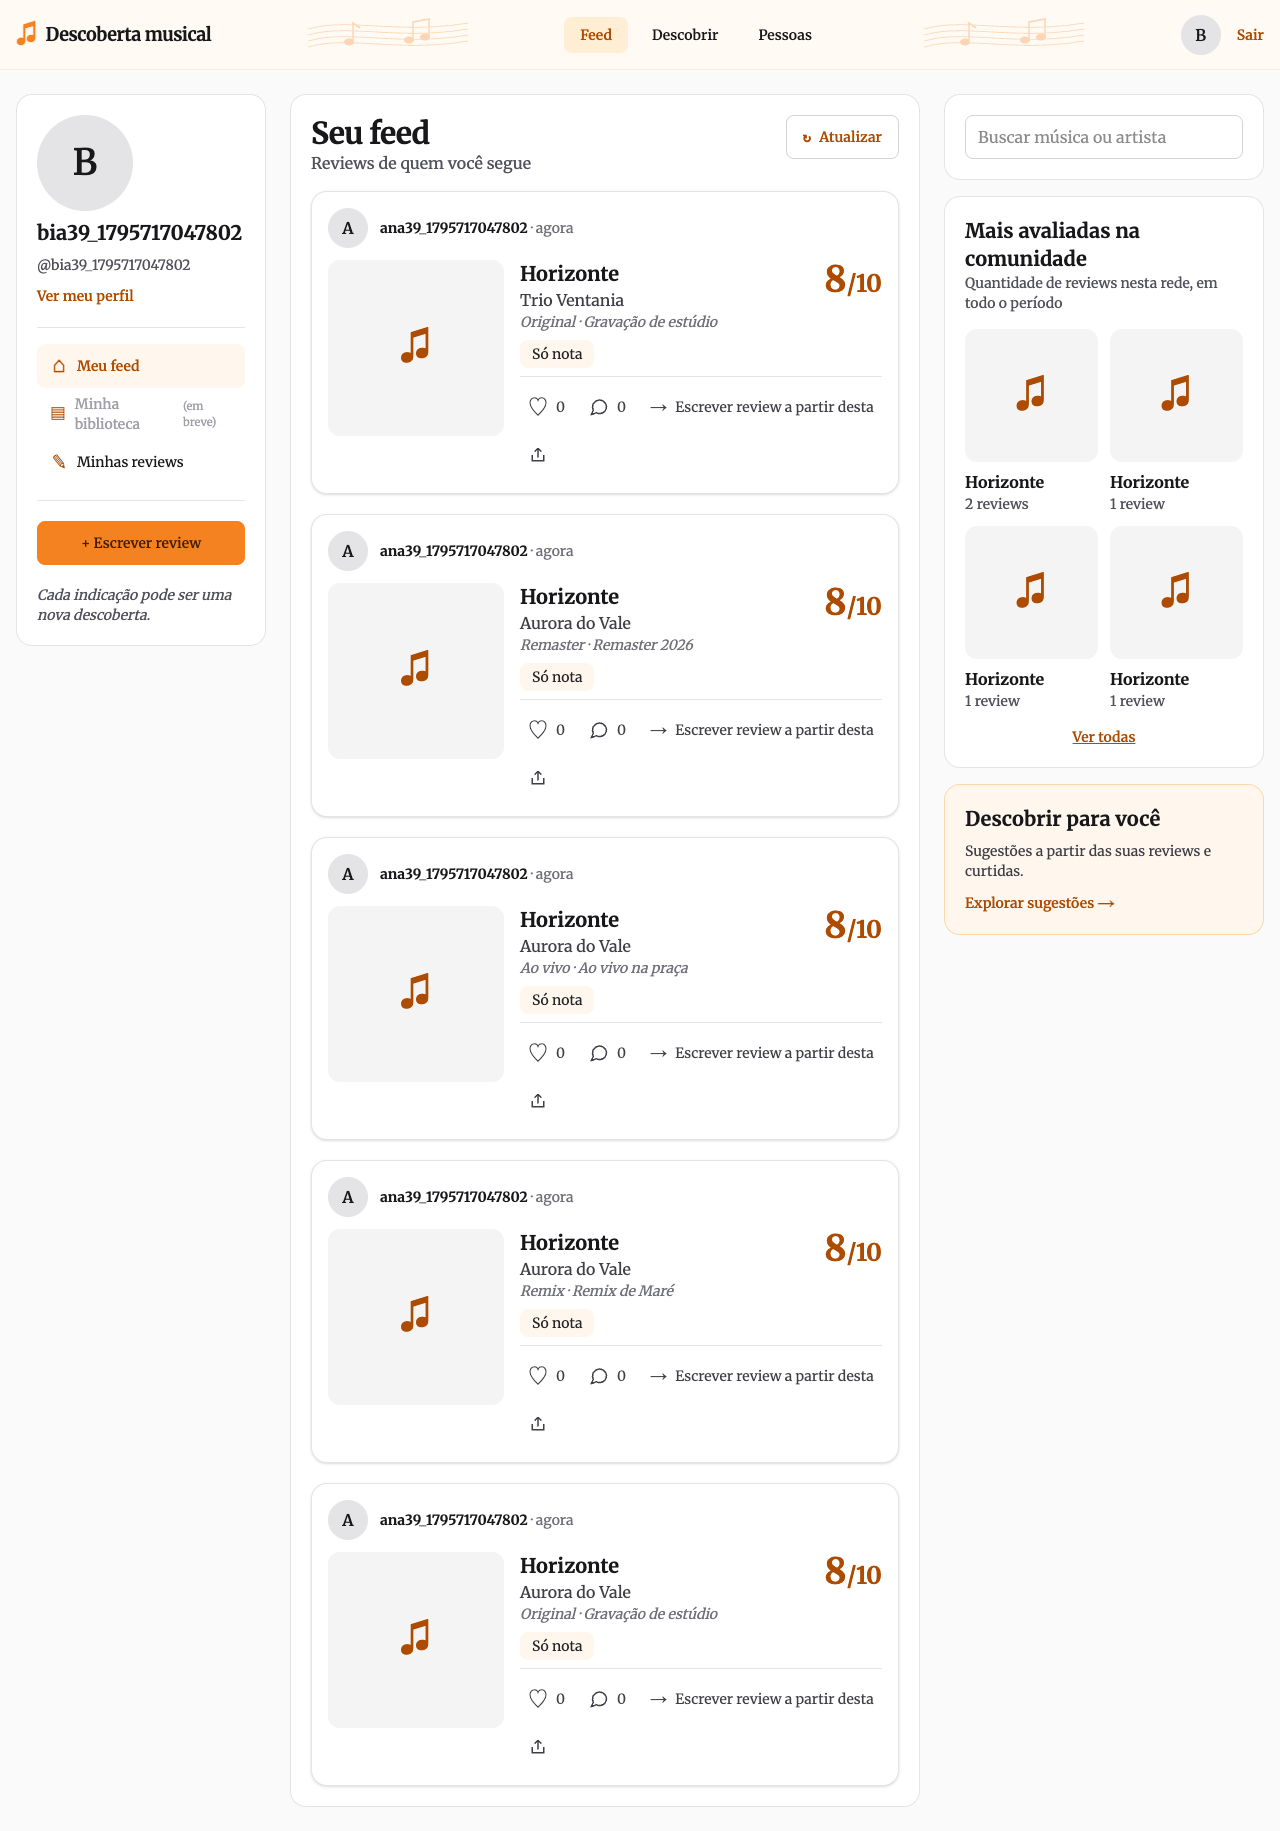 Descoberta musical
Feed
Descobrir
Pessoas
B
Sair
B
bia39_1795717047802
@bia39_1795717047802
Ver meu perfil
Meu feed
Minha
biblioteca
(em
breve)
Minhas reviews
+ Escrever review
Cada indicação pode ser uma
nova descoberta.
Seu feed
Reviews de quem você segue
↻ Atualizar
A
ana39_1795717047802 · agora
Horizonte
8/10
Trio Ventania
Original · Gravação de estúdio
Só nota
0
0
→ Escrever review a partir desta
A
ana39_1795717047802 · agora
Horizonte
8/10
Aurora do Vale
Remaster · Remaster 2026
Só nota
0
0
→ Escrever review a partir desta
A
ana39_1795717047802 · agora
Horizonte
8/10
Aurora do Vale
Ao vivo · Ao vivo na praça
Só nota
0
0
→ Escrever review a partir desta
A
ana39_1795717047802 · agora
Horizonte
8/10
Aurora do Vale
Remix · Remix de Maré
Só nota
0
0
→ Escrever review a partir desta
A
ana39_1795717047802 · agora
Horizonte
8/10
Aurora do Vale
Original · Gravação de estúdio
Só nota
0
0
→ Escrever review a partir desta
Buscar música ou artista
Mais avaliadas na
comunidade
Quantidade de reviews nesta rede, em
todo o período
Horizonte
2 reviews
Horizonte
1 review
Horizonte
1 review
Horizonte
1 review
Ver todas
Descobrir para você
Sugestões a partir das suas reviews e
curtidas.
Explorar sugestões →